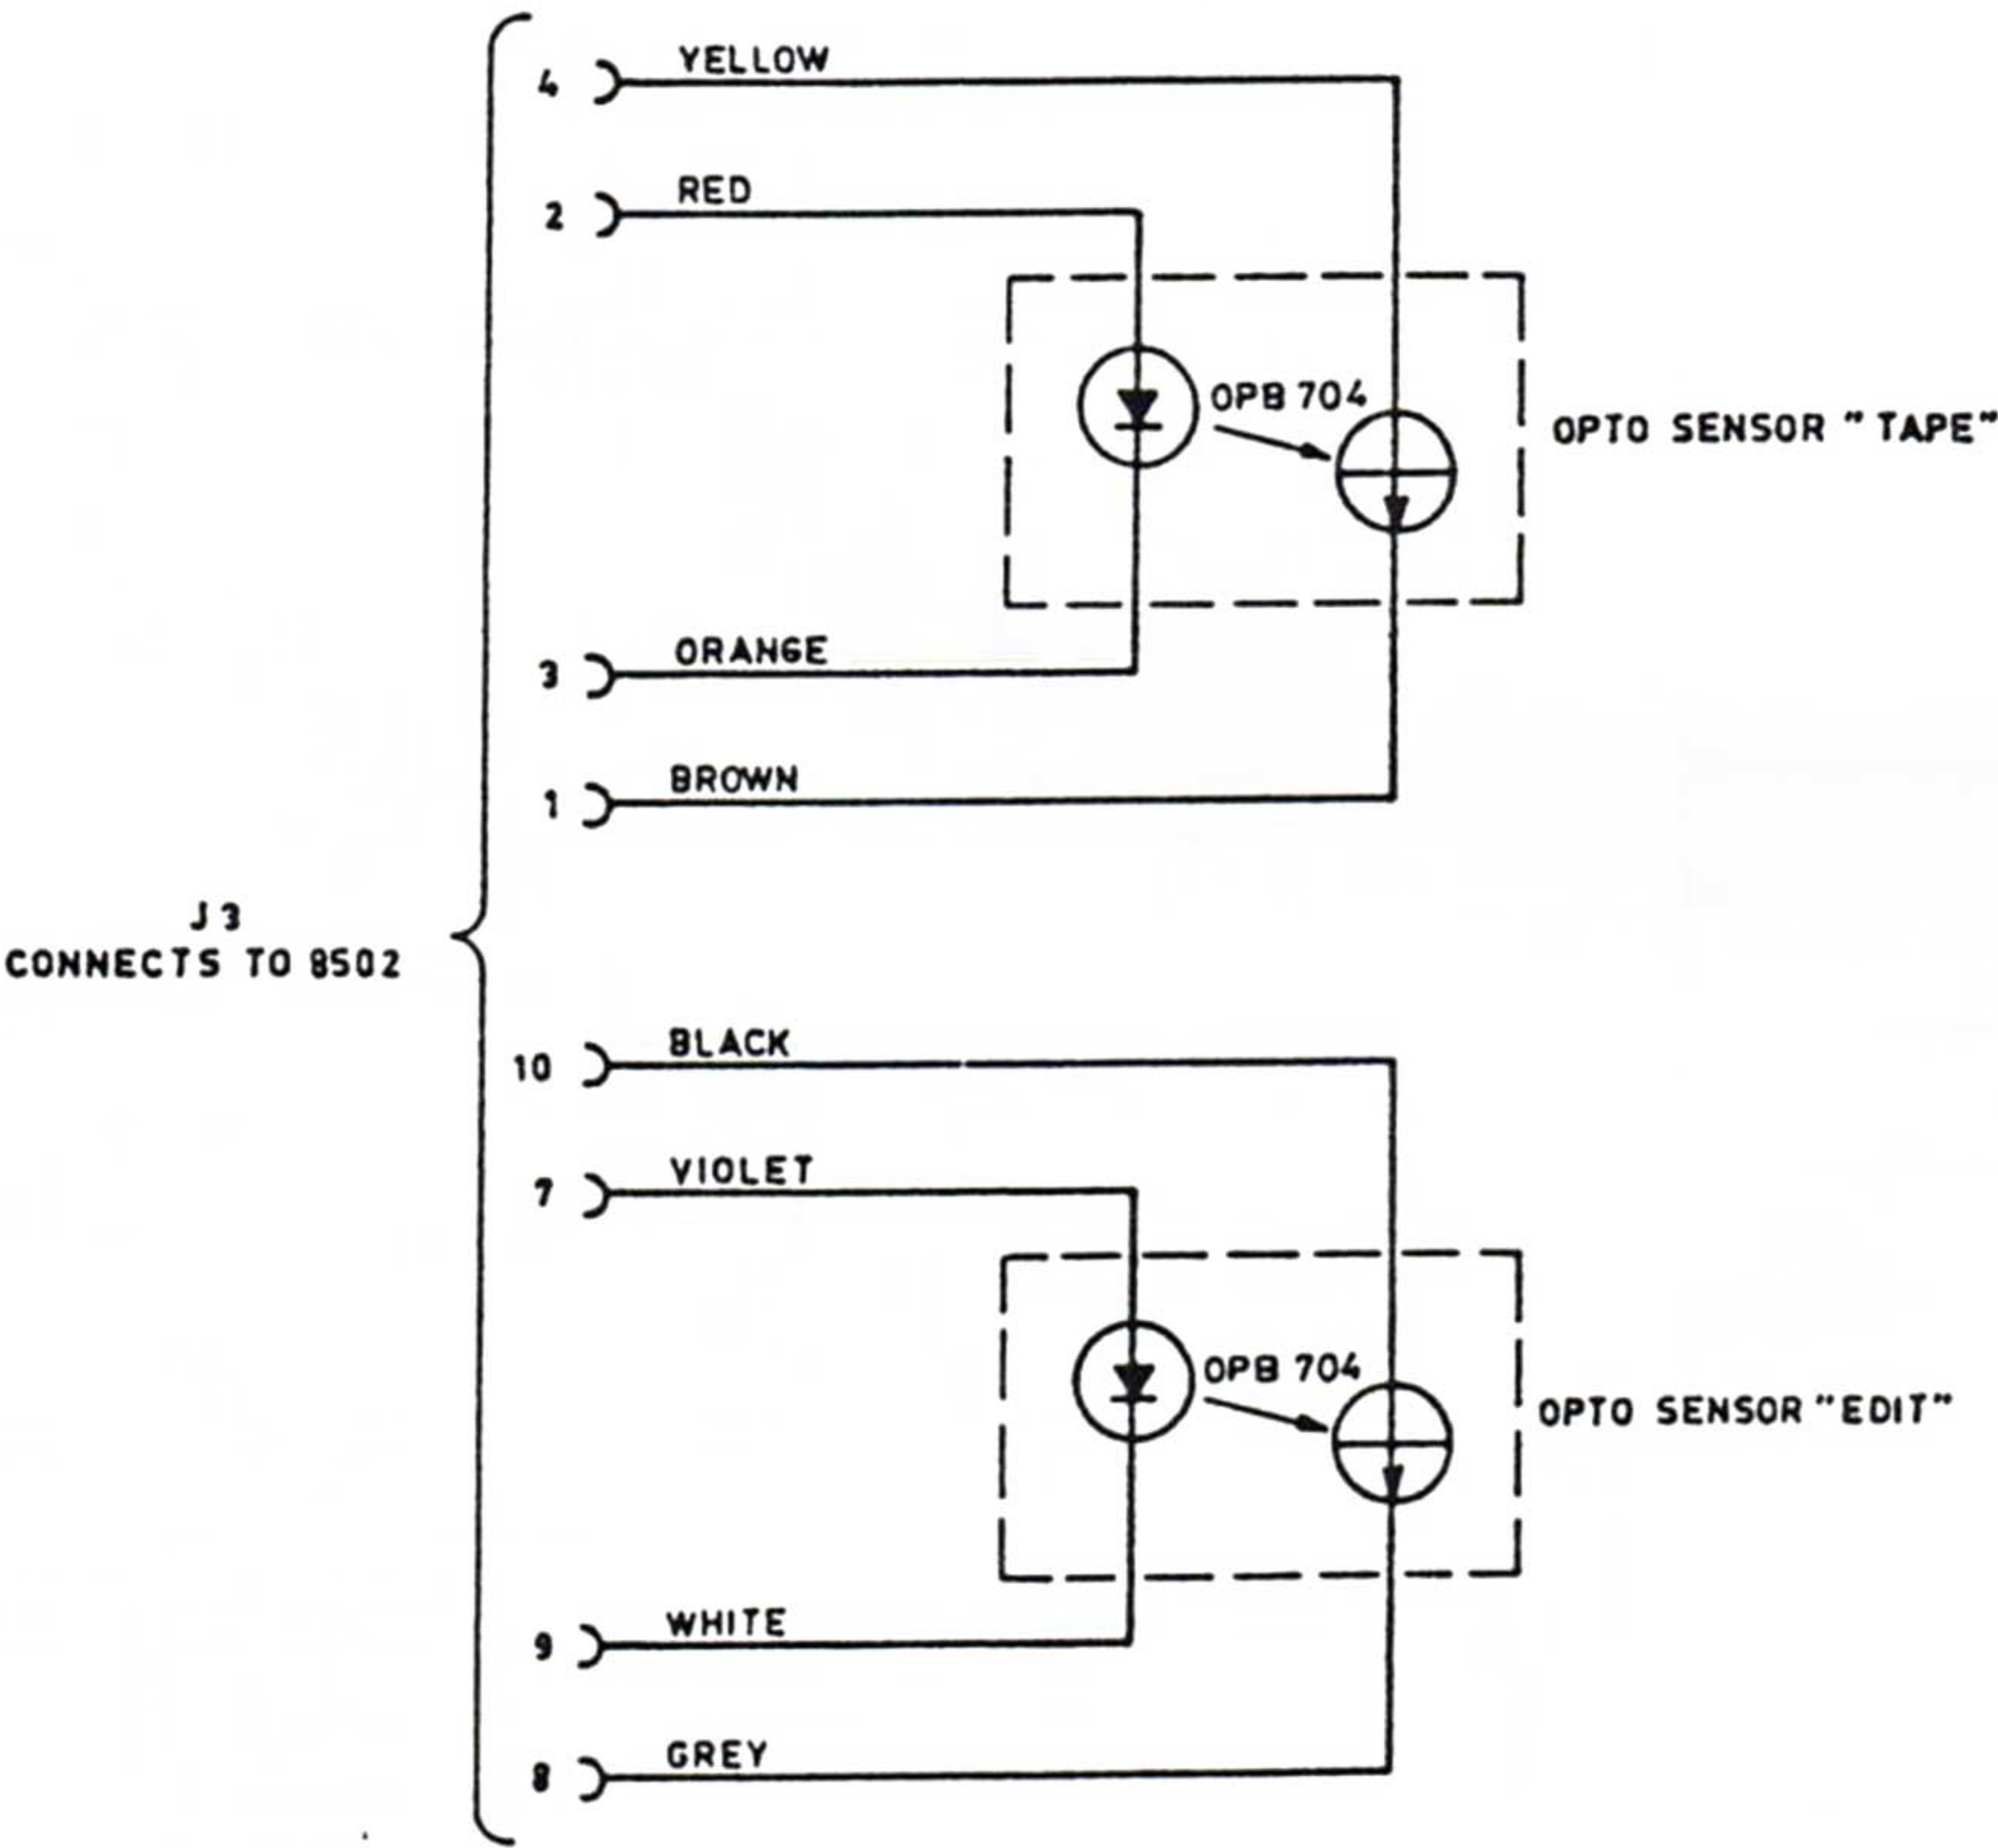 4 YELLOW
2 RED
OPB 704
OPTO SENSOR "TAPE"
3 ORANGE
1 BROWN
J3
CONNECTS TO 8502
10 BLACK
7 VIOLET
OPB 704
OPTO SENSOR "EDIT"
9 WHITE
8 GREY